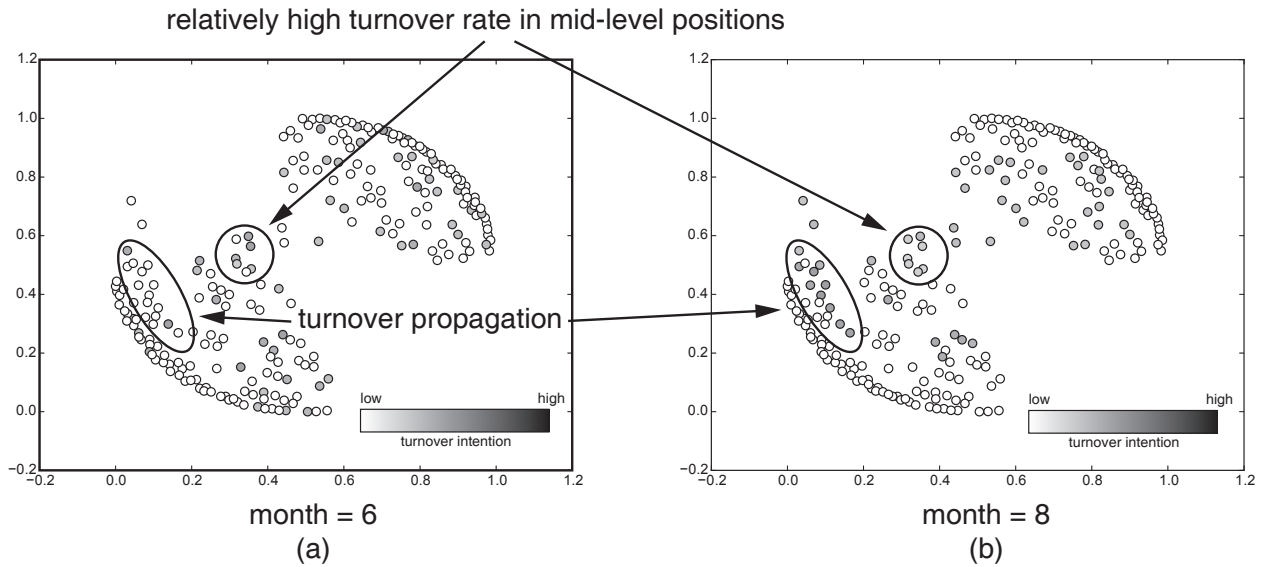 relatively high turnover rate in mid-level positions
1.2
1.0
0.8
0.6
0.4
0.2
0.0
−0.2
−0.2 0.0 0.2 0.4 0.6 0.8 1.0 1.2
low high
turnover intention
turnover propagation
month = 6
(a)
1.2
1.0
0.8
0.6
0.4
0.2
0.0
−0.2
−0.2 0.0 0.2 0.4 0.6 0.8 1.0 1.2
low high
turnover intention
month = 8
(b)